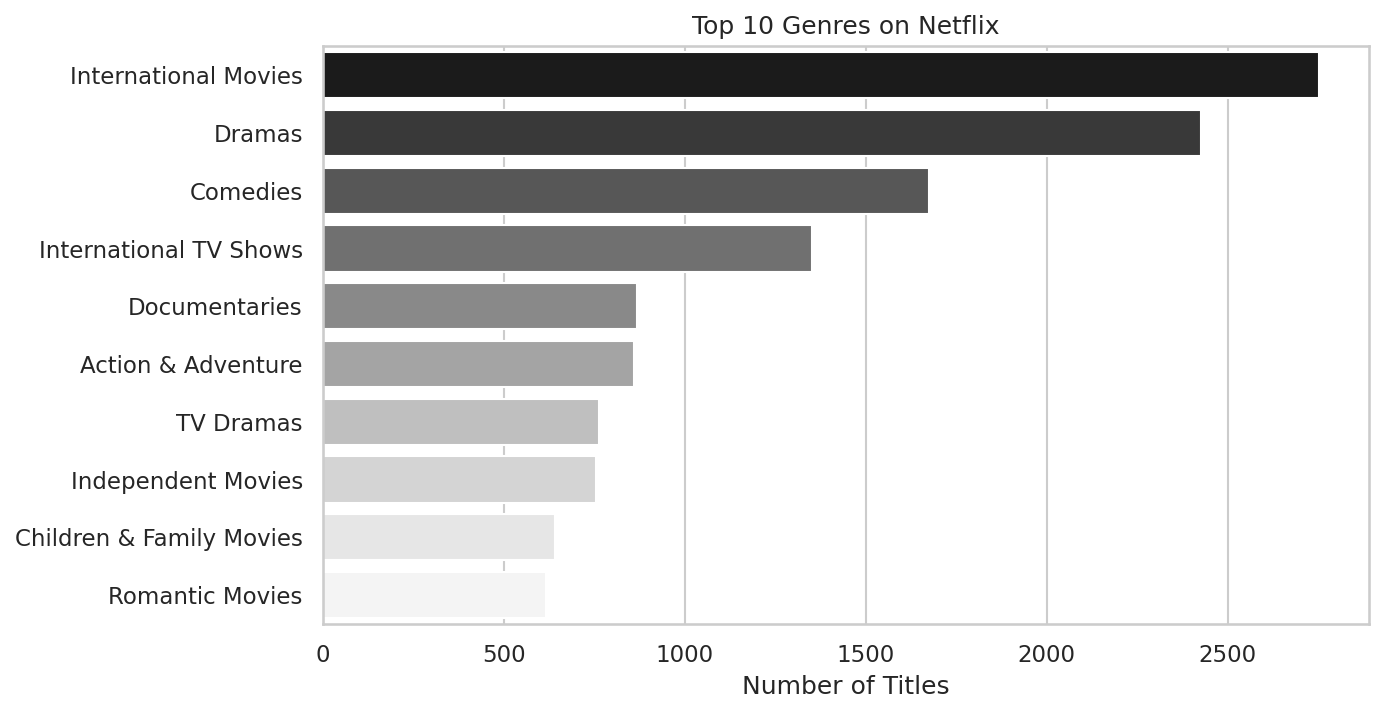 Top 10 Genres on Netflix
International Movies
Dramas
Comedies
International TV Shows
Documentaries
Action & Adventure
TV Dramas
Independent Movies
Children & Family Movies
Romantic Movies
0 500 1000 1500 2000 2500
Number of Titles